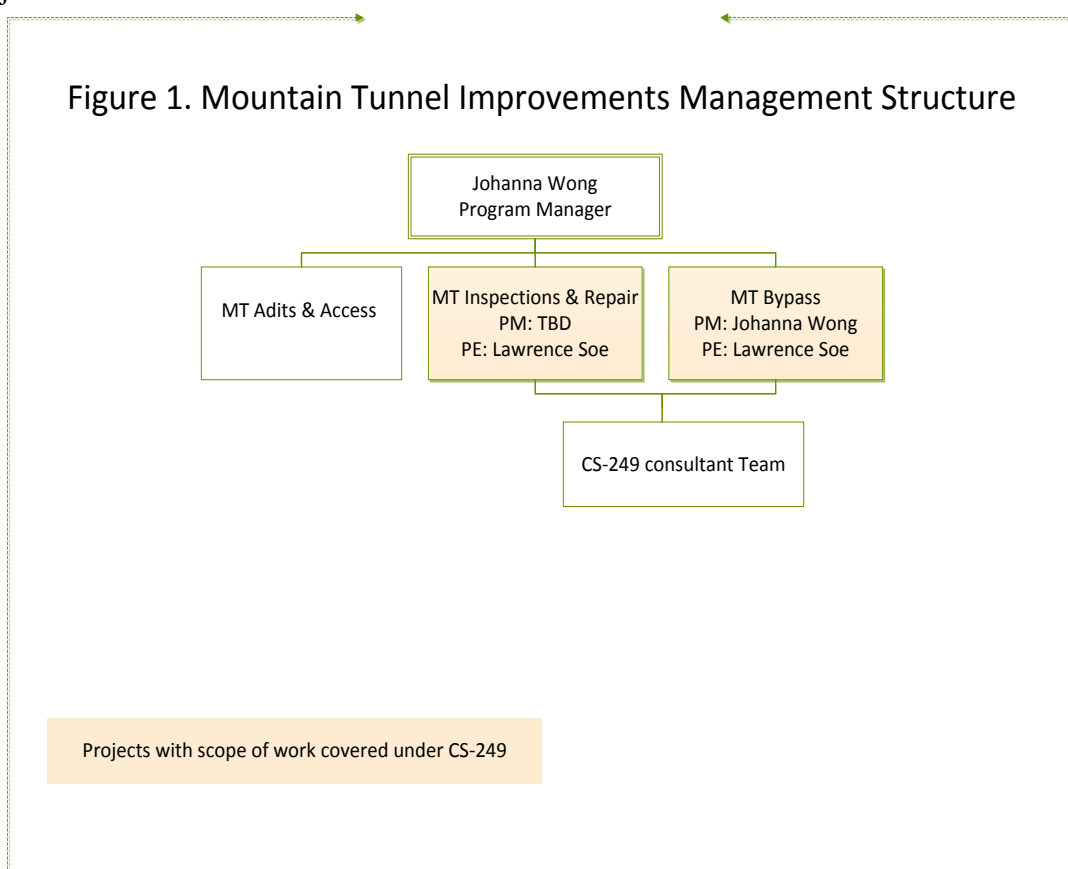 Figure 1. Mountain Tunnel Improvements Management Structure
Johanna Wong
Program Manager
MT Adits & Access
MT Inspections & Repair
PM: TBD
PE: Lawrence Soe
MT Bypass
PM: Johanna Wong
PE: Lawrence Soe
CS-249 consultant Team
Projects with scope of work covered under CS-249